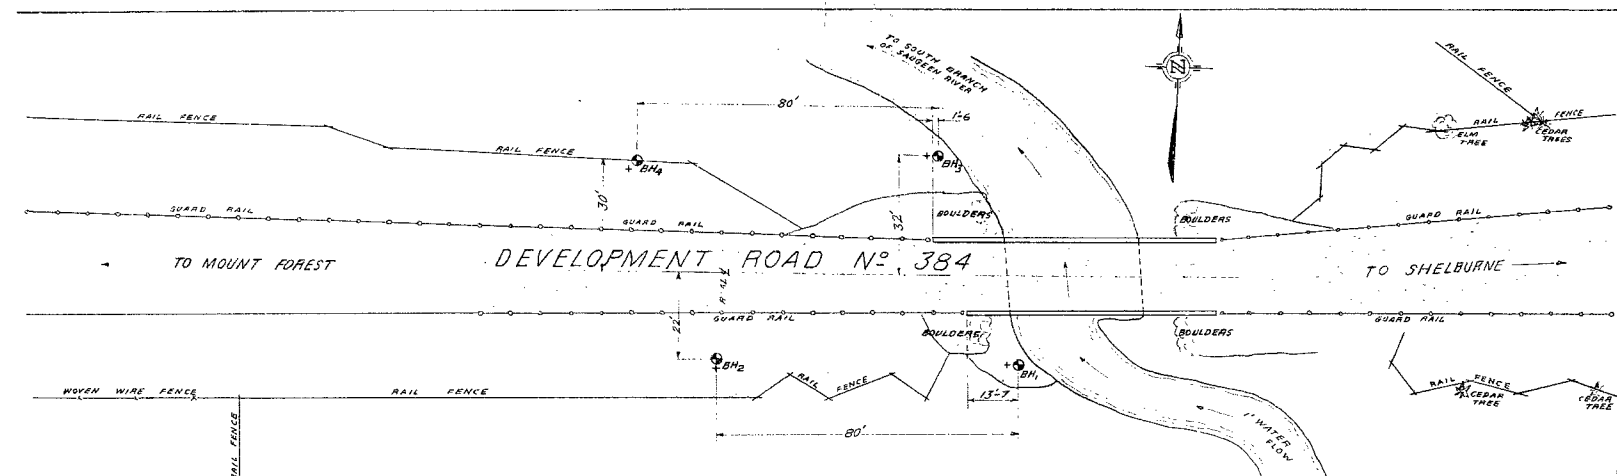 TO SOUTH BRANCH
OF SAUGEEN RIVER
N
RAIL FENCE
80'
1'-6
RAIL FENCE
RAIL FENCE
ELM
TREE
RAIL FENCE
CEDAR
TREES
BH4
BH3
30'
32'
GUARD RAIL
GUARD RAIL
BOULDERS
BOULDERS
GUARD RAIL
TO MOUNT FOREST
DEVELOPMENT ROAD Nº 384
TO SHELBURNE
22'
GUARD RAIL
BOULDERS
BOULDERS
GUARD RAIL
BH2
BH1
WOVEN WIRE FENCE
RAIL FENCE
RAIL FENCE
13'-7
RAIL FENCE
CEDAR
TREE
CEDAR
TREE
80'
1' WATER
FLOW
RAIL FENCE